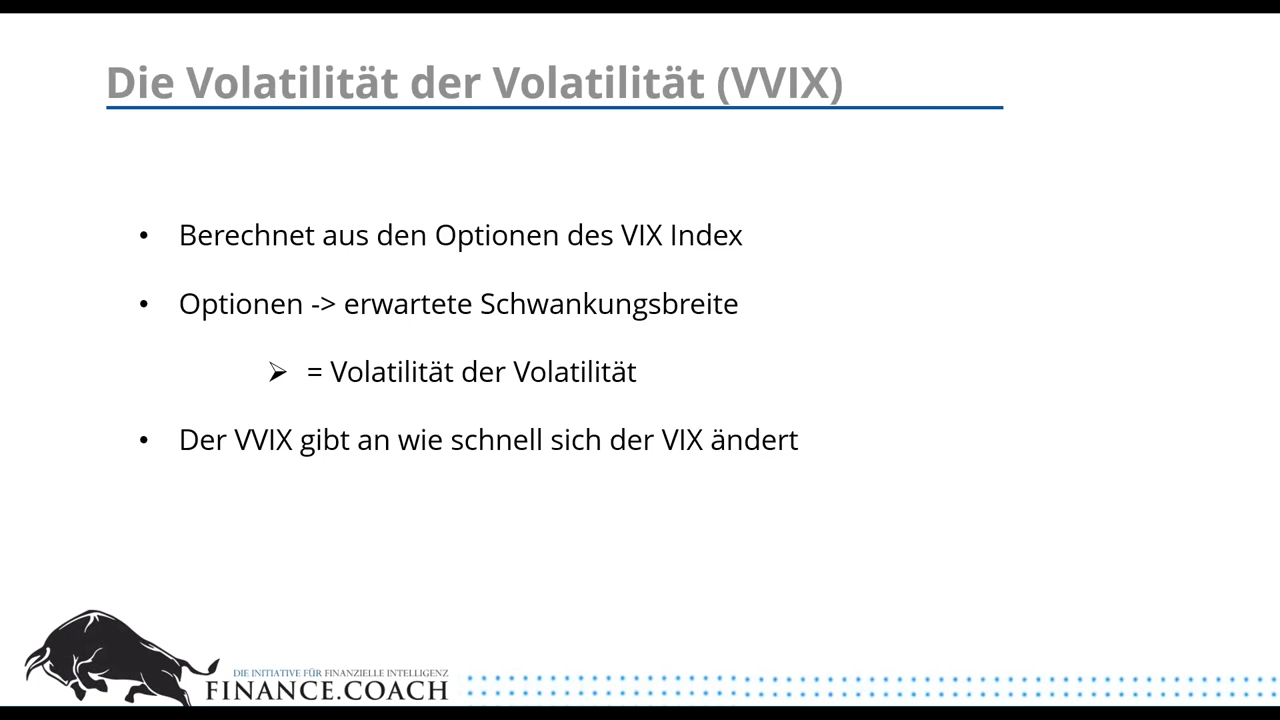 Die Volatilität der Volatilität (VVIX)
• Berechnet aus den Optionen des VIX Index
• Optionen -> erwartete Schwankungsbreite
➢ = Volatilität der Volatilität
• Der VVIX gibt an wie schnell sich der VIX ändert
DIE INITIATIVE FÜR FINANZIELLE INTELLIGENZ
FINANCE.COACH